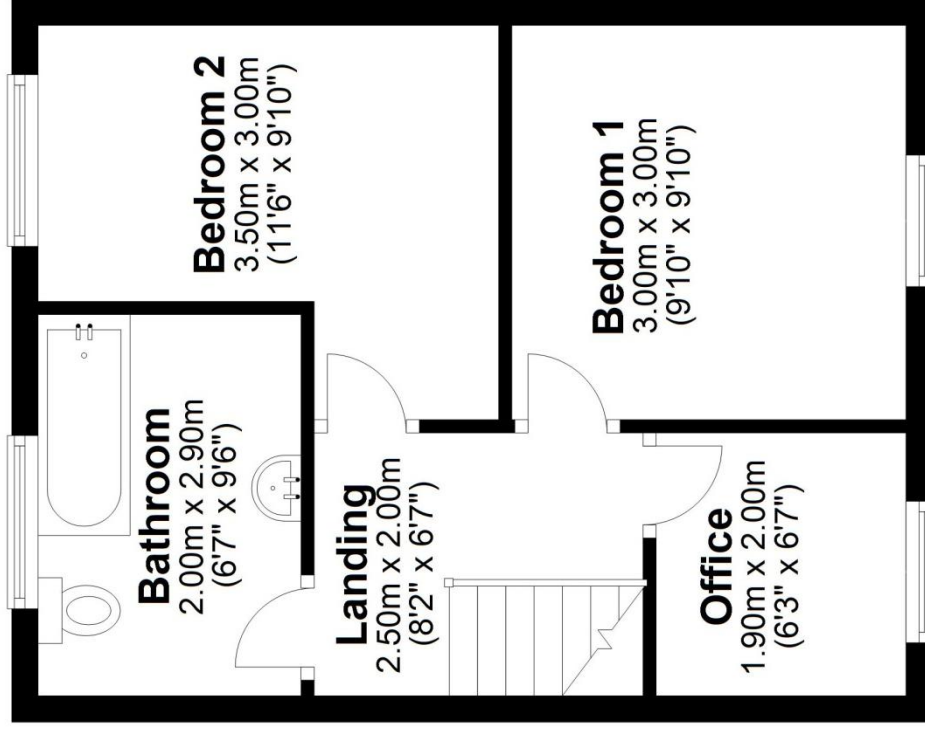 Bedroom 2
3.50m x 3.00m
(11'6" x 9'10")
Bedroom 1
3.00m x 3.00m
(9'10" x 9'10")
Bathroom
2.00m x 2.90m
(6'7" x 9'6")
Landing
2.50m x 2.00m
(8'2" x 6'7")
Office
1.90m x 2.00m
(6'3" x 6'7")